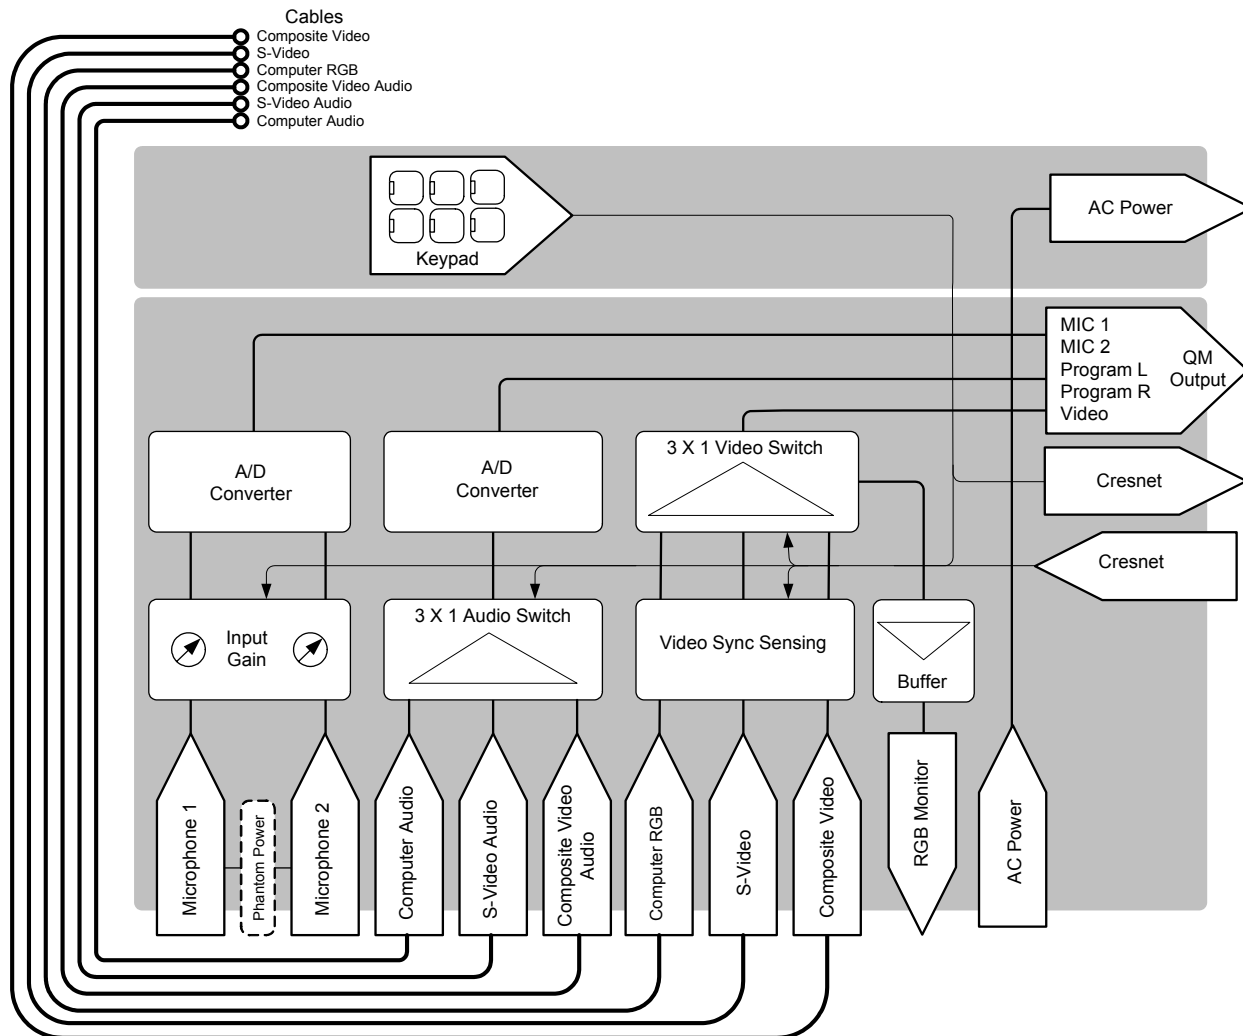 Cables
Composite Video
S-Video
Computer RGB
Composite Video Audio
S-Video Audio
Computer Audio
Keypad
AC Power
MIC 1
MIC 2
Program L
Program R
Video
QM
Output
A/D
Converter
A/D
Converter
3 X 1 Video Switch
Cresnet
Cresnet
Input
Gain
3 X 1 Audio Switch
Video Sync Sensing
Buffer
Microphone 1
Phantom Power
Microphone 2
Computer Audio
S-Video Audio
Composite Video
Audio
Computer RGB
S-Video
Composite Video
RGB Monitor
AC Power